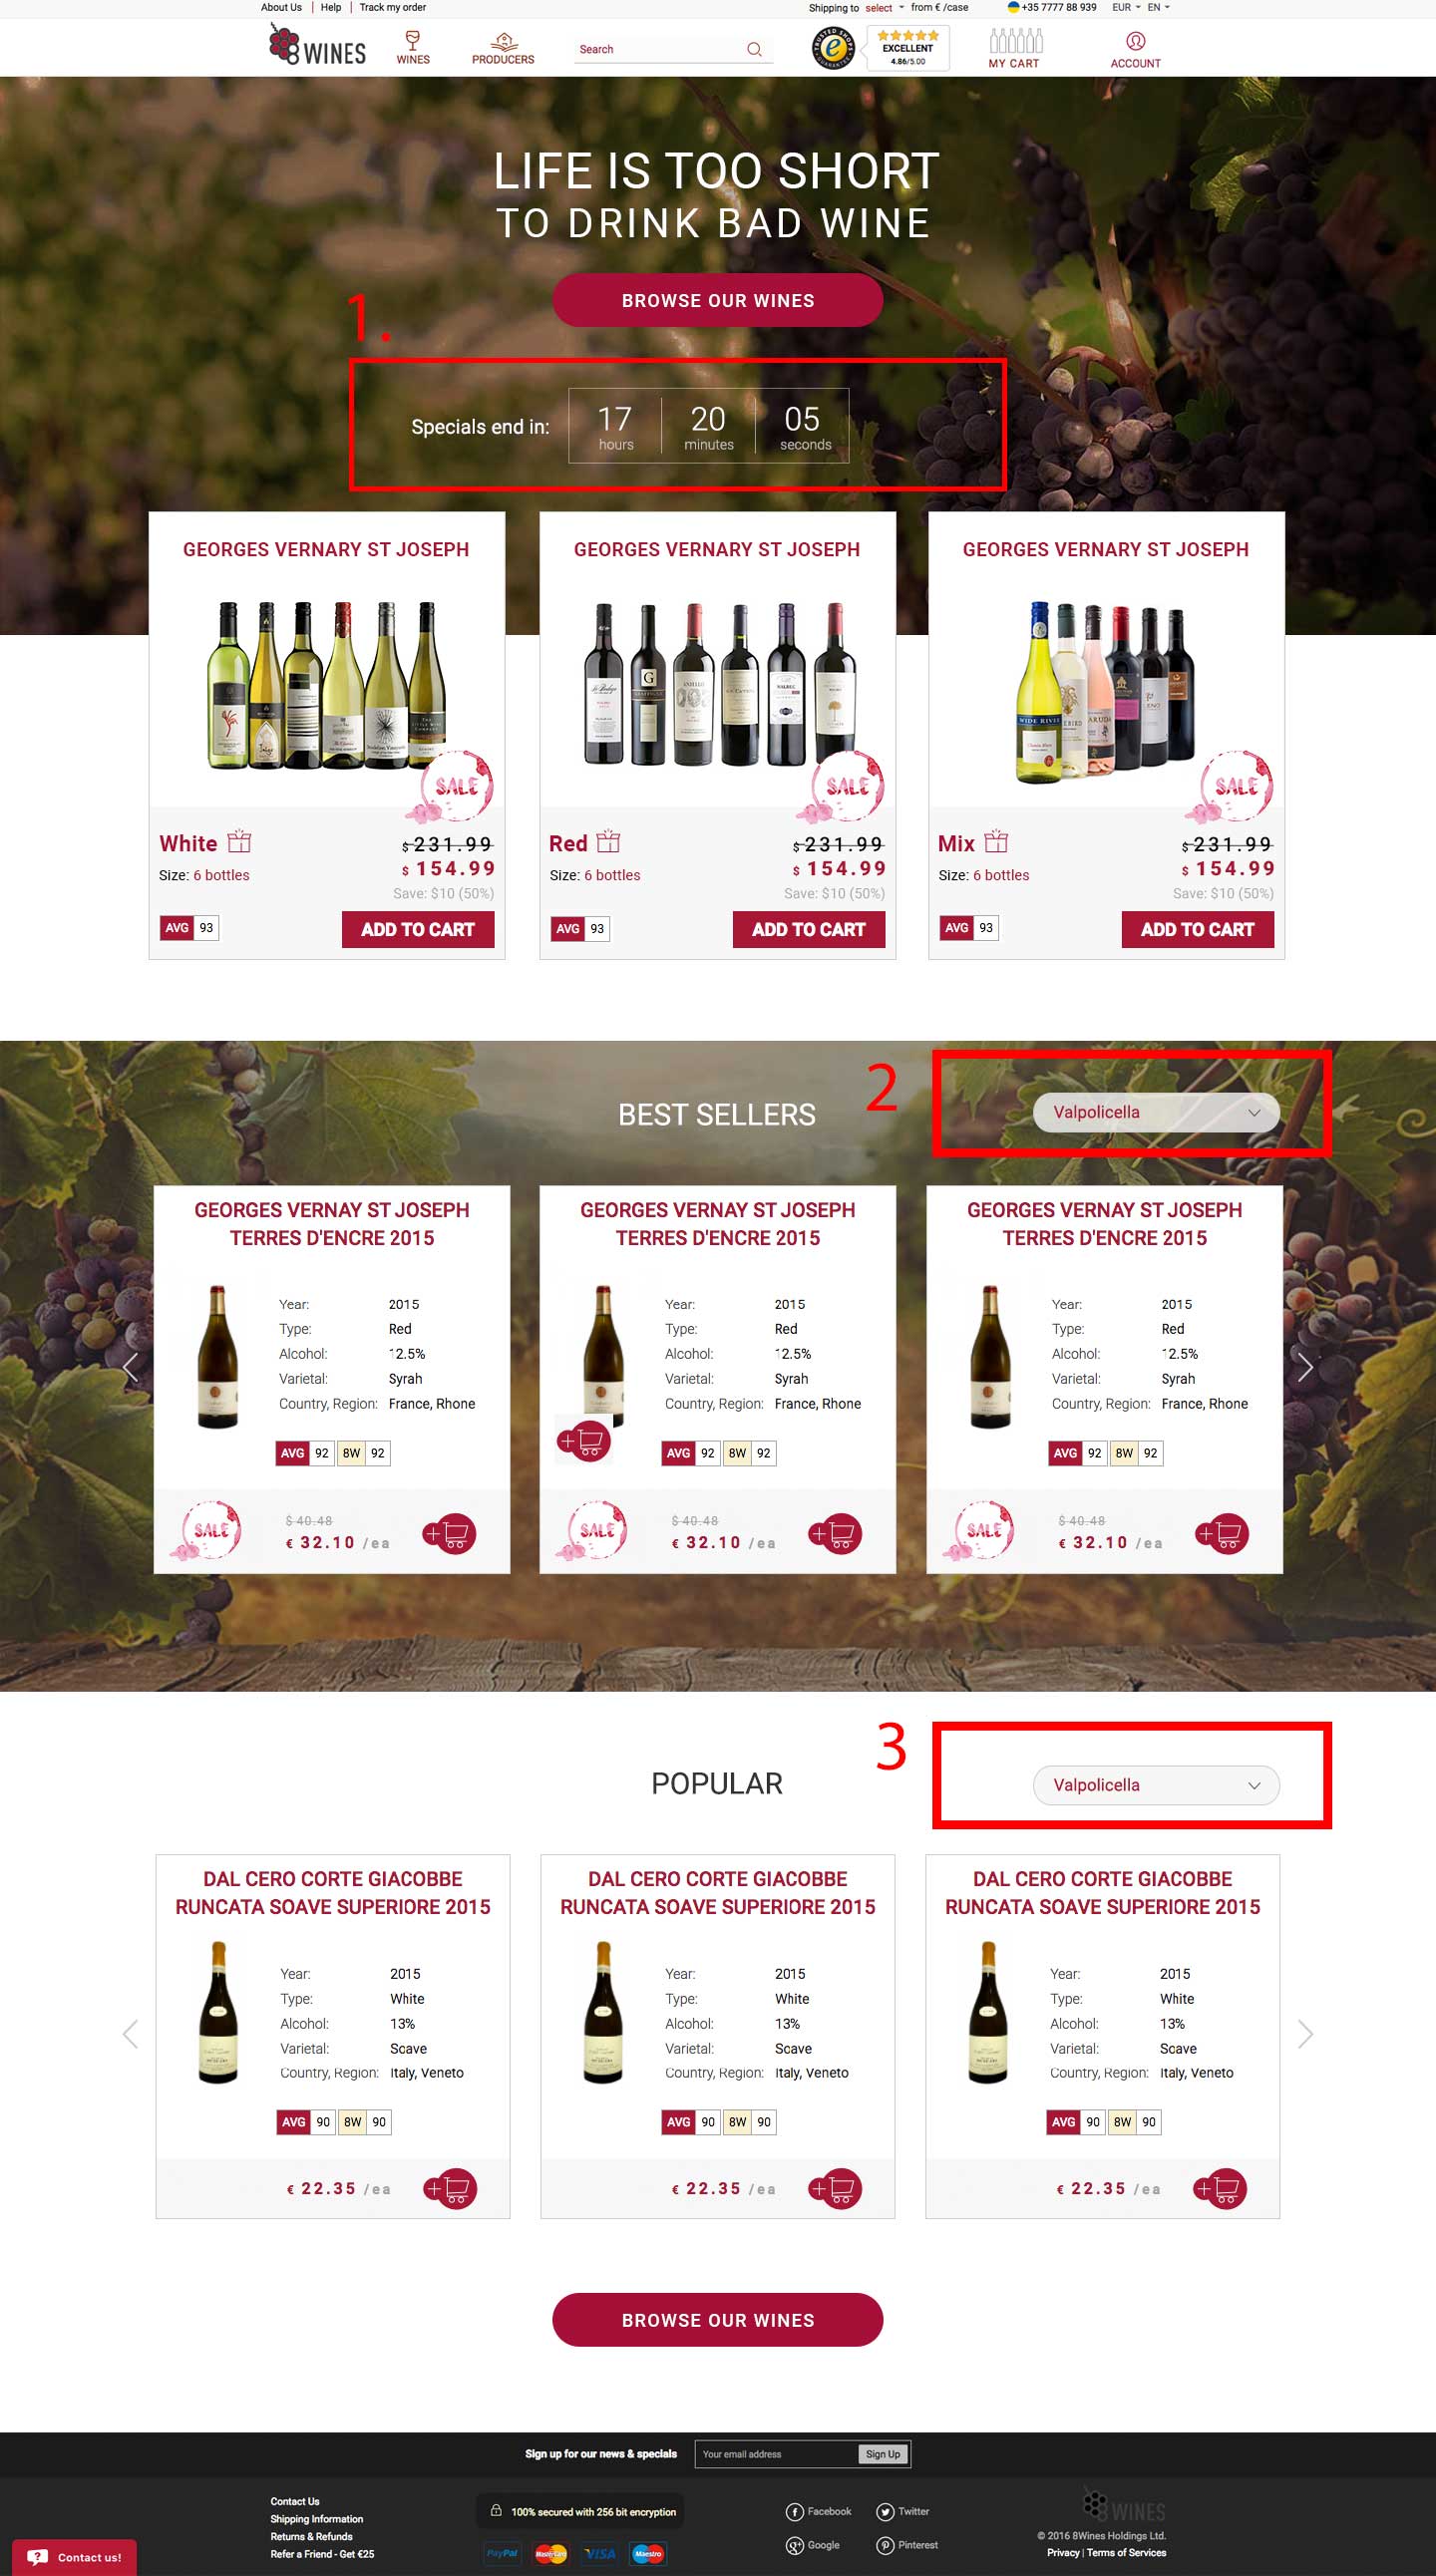 About Us | Help | Track my order
Shipping to select from € /case
+35 7777 88 939 EUR EN
8WINES
WINES
PRODUCERS
Search
TRUSTED SHOPS
GUARANTEE
EXCELLENT
4.86/5.00
MY CART
ACCOUNT
LIFE IS TOO SHORT
TO DRINK BAD WINE
BROWSE OUR WINES
1.
Specials end in:
17 hours
20 minutes
05 seconds
GEORGES VERNARY ST JOSEPH
SALE
White
$ 231.99
$ 154.99
Size: 6 bottles
Save: $10 (50%)
AVG 93
ADD TO CART
GEORGES VERNARY ST JOSEPH
MALBEC
SALE
Red
$ 231.99
$ 154.99
Size: 6 bottles
Save: $10 (50%)
AVG 93
ADD TO CART
GEORGES VERNARY ST JOSEPH
WIDE RIVER
SALE
Mix
$ 231.99
$ 154.99
Size: 6 bottles
Save: $10 (50%)
AVG 93
ADD TO CART
BEST SELLERS
2
Valpolicella
GEORGES VERNAY ST JOSEPH
TERRES D'ENCRE 2015
Year: 2015
Type: Red
Alcohol: 12.5%
Varietal: Syrah
Country, Region: France, Rhone
AVG 92 8W 92
SALE
$ 40.48
€ 32.10 /ea
GEORGES VERNAY ST JOSEPH
TERRES D'ENCRE 2015
Year: 2015
Type: Red
Alcohol: 12.5%
Varietal: Syrah
Country, Region: France, Rhone
AVG 92 8W 92
SALE
$ 40.48
€ 32.10 /ea
GEORGES VERNAY ST JOSEPH
TERRES D'ENCRE 2015
Year: 2015
Type: Red
Alcohol: 12.5%
Varietal: Syrah
Country, Region: France, Rhone
AVG 92 8W 92
SALE
$ 40.48
€ 32.10 /ea
POPULAR
3
Valpolicella
DAL CERO CORTE GIACOBBE
RUNCATA SOAVE SUPERIORE 2015
Year: 2015
Type: White
Alcohol: 13%
Varietal: Soave
Country, Region: Italy, Veneto
AVG 90 8W 90
€ 22.35 /ea
DAL CERO CORTE GIACOBBE
RUNCATA SOAVE SUPERIORE 2015
Year: 2015
Type: White
Alcohol: 13%
Varietal: Soave
Country, Region: Italy, Veneto
AVG 90 8W 90
€ 22.35 /ea
DAL CERO CORTE GIACOBBE
RUNCATA SOAVE SUPERIORE 2015
Year: 2015
Type: White
Alcohol: 13%
Varietal: Soave
Country, Region: Italy, Veneto
AVG 90 8W 90
€ 22.35 /ea
BROWSE OUR WINES
Sign up for our news & specials
Your email address
Sign Up
Contact Us
Shipping Information
Returns & Refunds
Refer a Friend - Get €25
100% secured with 256 bit encryption
PayPal MasterCard VISA Maestro
Facebook
Twitter
Google
Pinterest
8WINES
© 2016 8Wines Holdings Ltd.
Privacy | Terms of Services
Contact us!